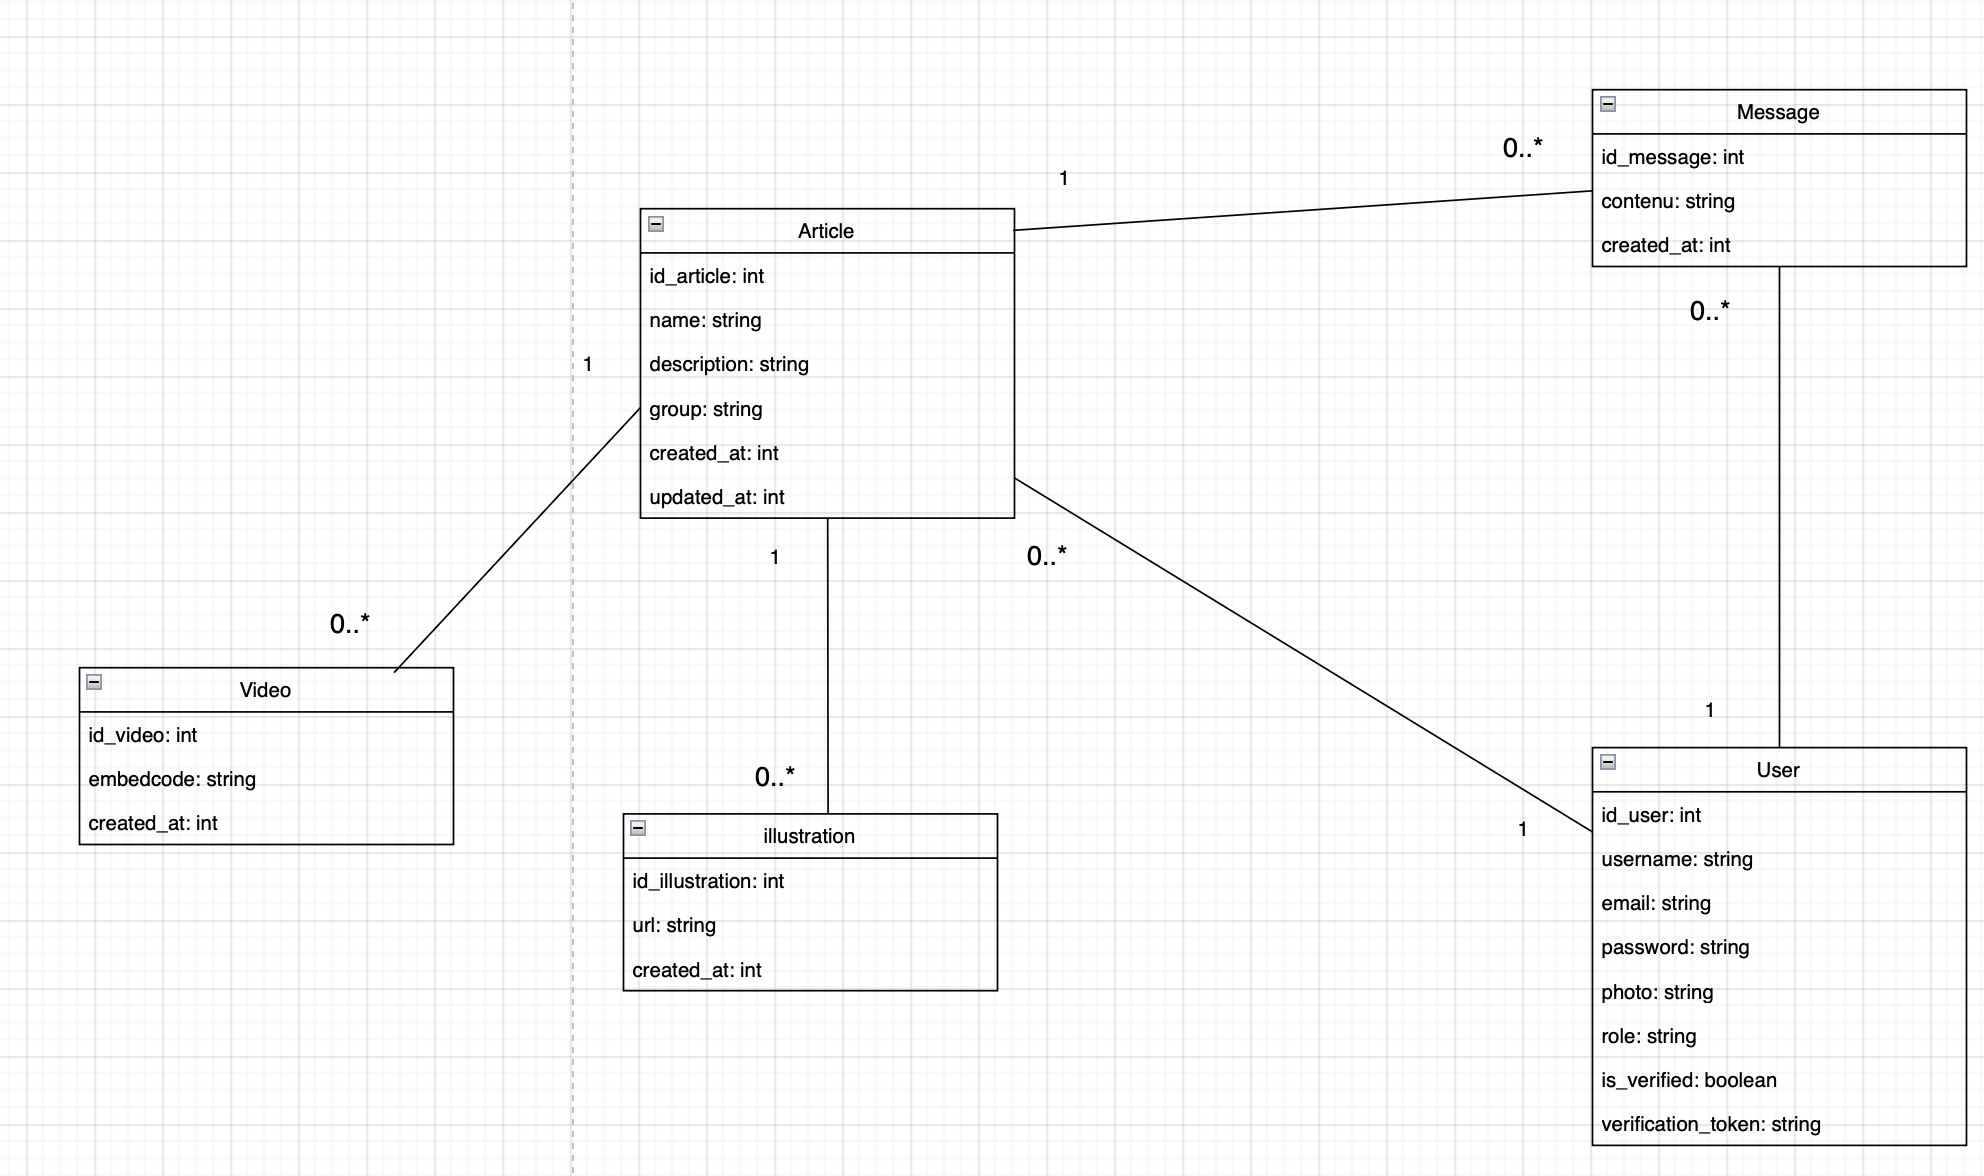 Message
id_message: int
contenu: string
created_at: int
0..*
1
Article
id_article: int
name: string
description: string
group: string
created_at: int
updated_at: int
1
0..*
1
0..*
0..*
1
0..*
1
Video
id_video: int
embedcode: string
created_at: int
illustration
id_illustration: int
url: string
created_at: int
1
User
id_user: int
username: string
email: string
password: string
photo: string
role: string
is_verified: boolean
verification_token: string